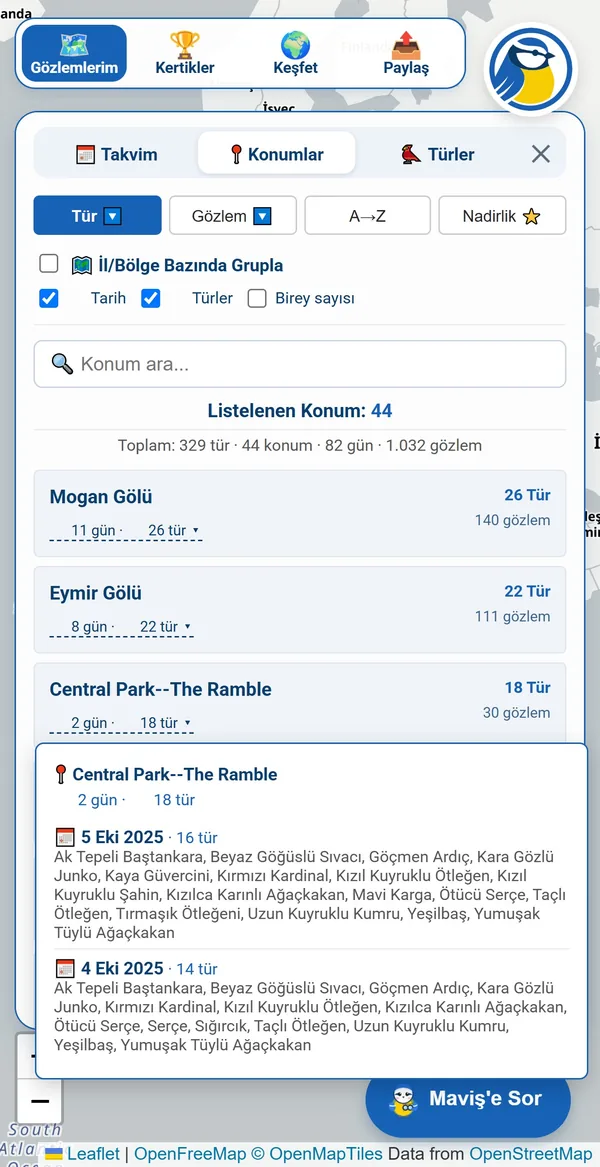 anda
Gözlemlerim
Kertikler
Keşfet
Paylaş
İsveç
Takvim
Konumlar
Türler
Tür
Gözlem
A→Z
Nadirlik
İl/Bölge Bazında Grupla
Tarih Türler Birey sayısı
Konum ara...
Listelenen Konum: 44
Toplam: 329 tür · 44 konum · 82 gün · 1.032 gözlem
Mogan Gölü
26 Tür
11 gün · 26 tür ▾
140 gözlem
Eymir Gölü
22 Tür
8 gün · 22 tür ▾
111 gözlem
Central Park--The Ramble
18 Tür
2 gün · 18 tür ▾
30 gözlem
Central Park--The Ramble
2 gün · 18 tür
5 Eki 2025 · 16 tür
Ak Tepeli Baştankara, Beyaz Göğüslü Sıvacı, Göçmen Ardıç, Kara Gözlü
Junko, Kaya Güvercini, Kırmızı Kardinal, Kızıl Kuyruklu Ötleğen, Kızıl
Kuyruklu Şahin, Kızılca Karınlı Ağaçkakan, Mavi Karga, Ötücü Serçe, Taçlı
Ötleğen, Tırmaşık Ötleğeni, Uzun Kuyruklu Kumru, Yeşilbaş, Yumuşak
Tüylü Ağaçkakan
4 Eki 2025 · 14 tür
Ak Tepeli Baştankara, Beyaz Göğüslü Sıvacı, Göçmen Ardıç, Kara Gözlü
Junko, Kırmızı Kardinal, Kızıl Kuyruklu Ötleğen, Kızılca Karınlı Ağaçkakan,
Ötücü Serçe, Serçe, Sığırcık, Taçlı Ötleğen, Uzun Kuyruklu Kumru,
Yeşilbaş, Yumuşak Tüylü Ağaçkakan
Maviş'e Sor
South
Leaflet | OpenFreeMap © OpenMapTiles Data from OpenStreetMap